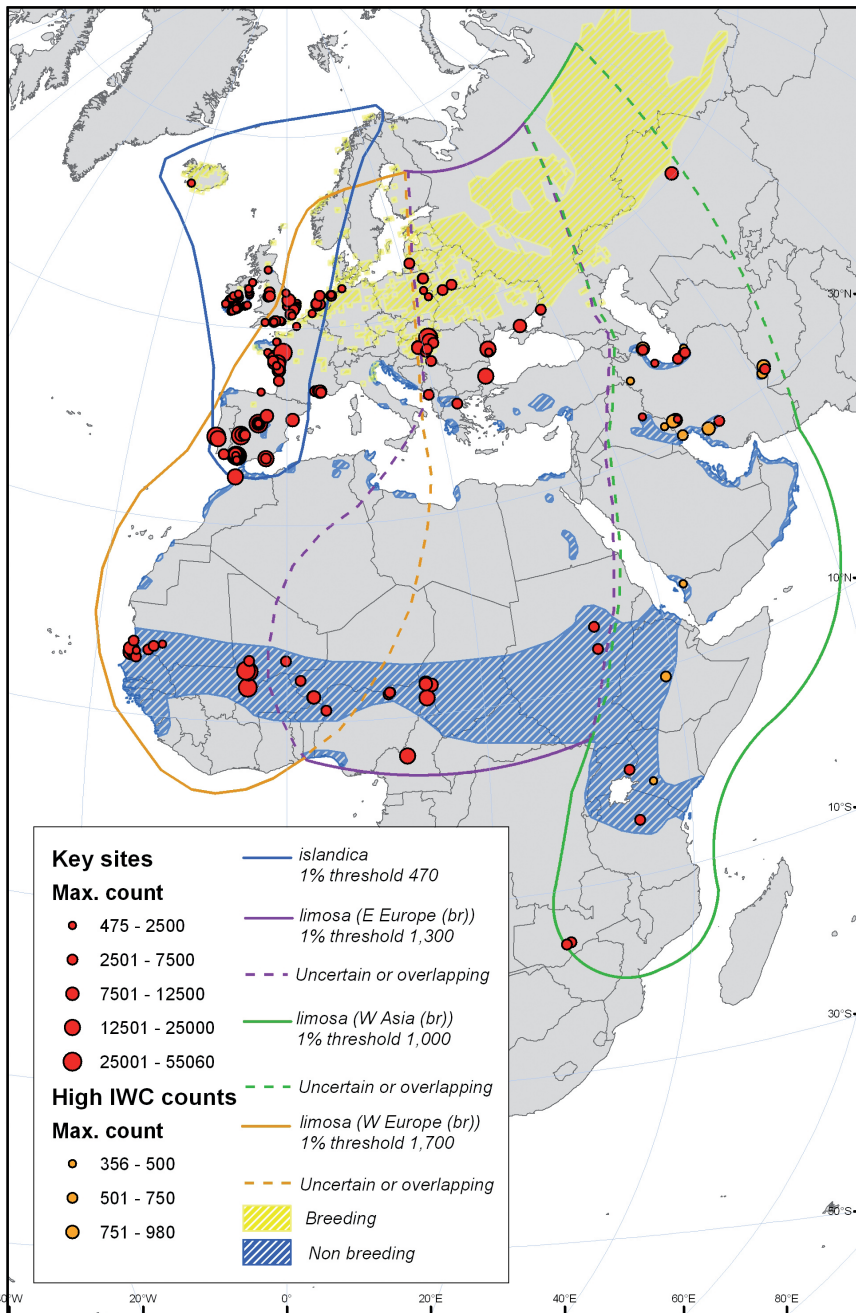 30°N
10°N
10°S
30°S
Key sites
Max. count
475 - 2500
2501 - 7500
7501 - 12500
12501 - 25000
25001 - 55060
High IWC counts
Max. count
356 - 500
501 - 750
751 - 980
islandica
1% threshold 470
limosa (E Europe (br))
1% threshold 1,300
Uncertain or overlapping
limosa (W Asia (br))
1% threshold 1,000
Uncertain or overlapping
limosa (W Europe (br))
1% threshold 1,700
Uncertain or overlapping
Breeding
Non breeding
20°W
0°
20°E
40°E
60°E
80°E